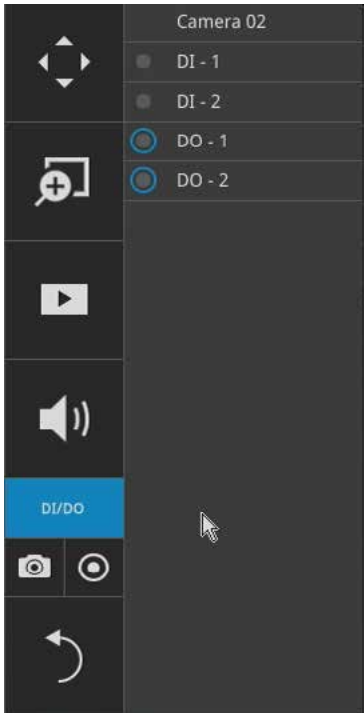 Camera 02
DI - 1
DI - 2
DO - 1
DO - 2
DI/DO